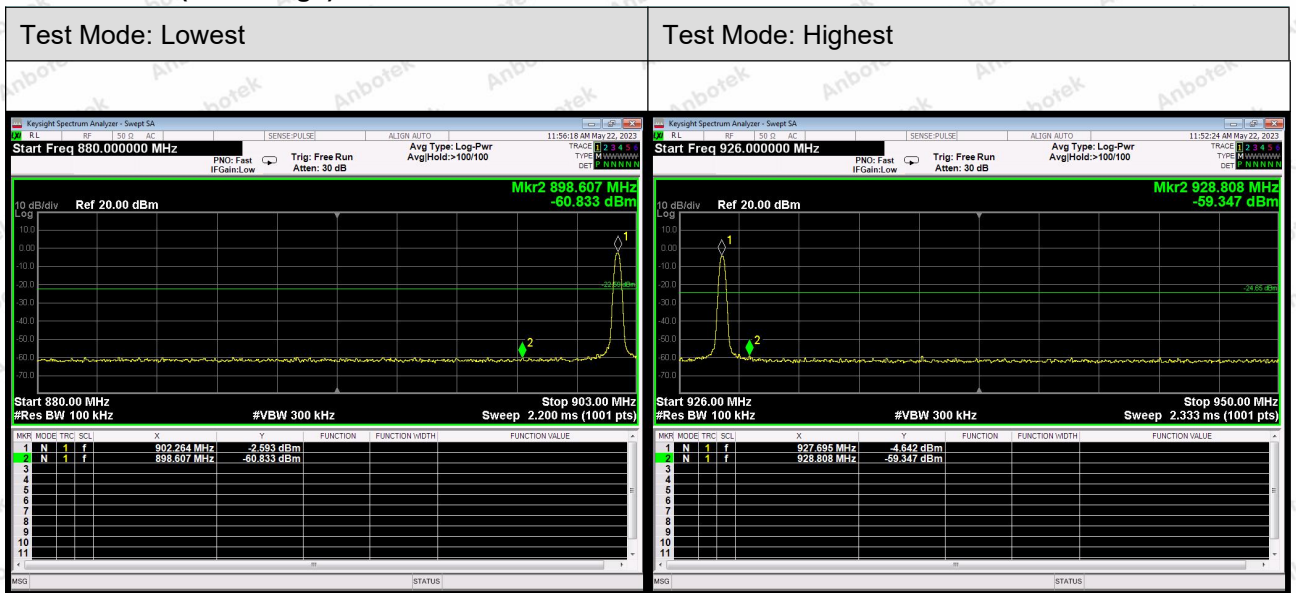 Test Mode: Lowest
Test Mode: Highest
Keysight Spectrum Analyzer - Swept SA
RL RF 50 Ω AC SENSE:PULSE ALIGN AUTO 11:56:18 AM May 22, 2023
Start Freq 880.000000 MHz
PNO: Fast
IFGain:Low
Trig: Free Run
Atten: 30 dB
Avg Type: Log-Pwr
Avg|Hold:>100/100
TRACE 1 2 3 4 5 6
TYPE M WWWWW
DET P N N N N N
Mkr2 898.607 MHz
-60.833 dBm
10 dB/div Ref 20.00 dBm
Log
10.0
0.00
-10.0
-20.0
-30.0
-40.0
-50.0
-60.0
-70.0
1
2
Start 880.00 MHz Stop 903.00 MHz
#Res BW 100 kHz #VBW 300 kHz Sweep 2.200 ms (1001 pts)
MKR MODE TRC SCL X Y FUNCTION FUNCTION WIDTH FUNCTION VALUE
1 N 1 f 902.264 MHz -2.593 dBm
2 N 1 f 898.607 MHz -60.833 dBm
3
4
5
6
7
8
9
10
11
MSG STATUS
Keysight Spectrum Analyzer - Swept SA
RL RF 50 Ω AC SENSE:PULSE ALIGN AUTO 11:52:24 AM May 22, 2023
Start Freq 926.000000 MHz
PNO: Fast
IFGain:Low
Trig: Free Run
Atten: 30 dB
Avg Type: Log-Pwr
Avg|Hold:>100/100
TRACE 1 2 3 4 5 6
TYPE M WWWWW
DET P N N N N N
Mkr2 928.808 MHz
-59.347 dBm
10 dB/div Ref 20.00 dBm
Log
10.0
0.00
-10.0
-20.0
-30.0
-40.0
-50.0
-60.0
-70.0
-24.65 dBm
1
2
Start 926.00 MHz Stop 950.00 MHz
#Res BW 100 kHz #VBW 300 kHz Sweep 2.333 ms (1001 pts)
MKR MODE TRC SCL X Y FUNCTION FUNCTION WIDTH FUNCTION VALUE
1 N 1 f 927.695 MHz -4.642 dBm
2 N 1 f 928.808 MHz -59.347 dBm
3
4
5
6
7
8
9
10
11
MSG STATUS
Anbotek